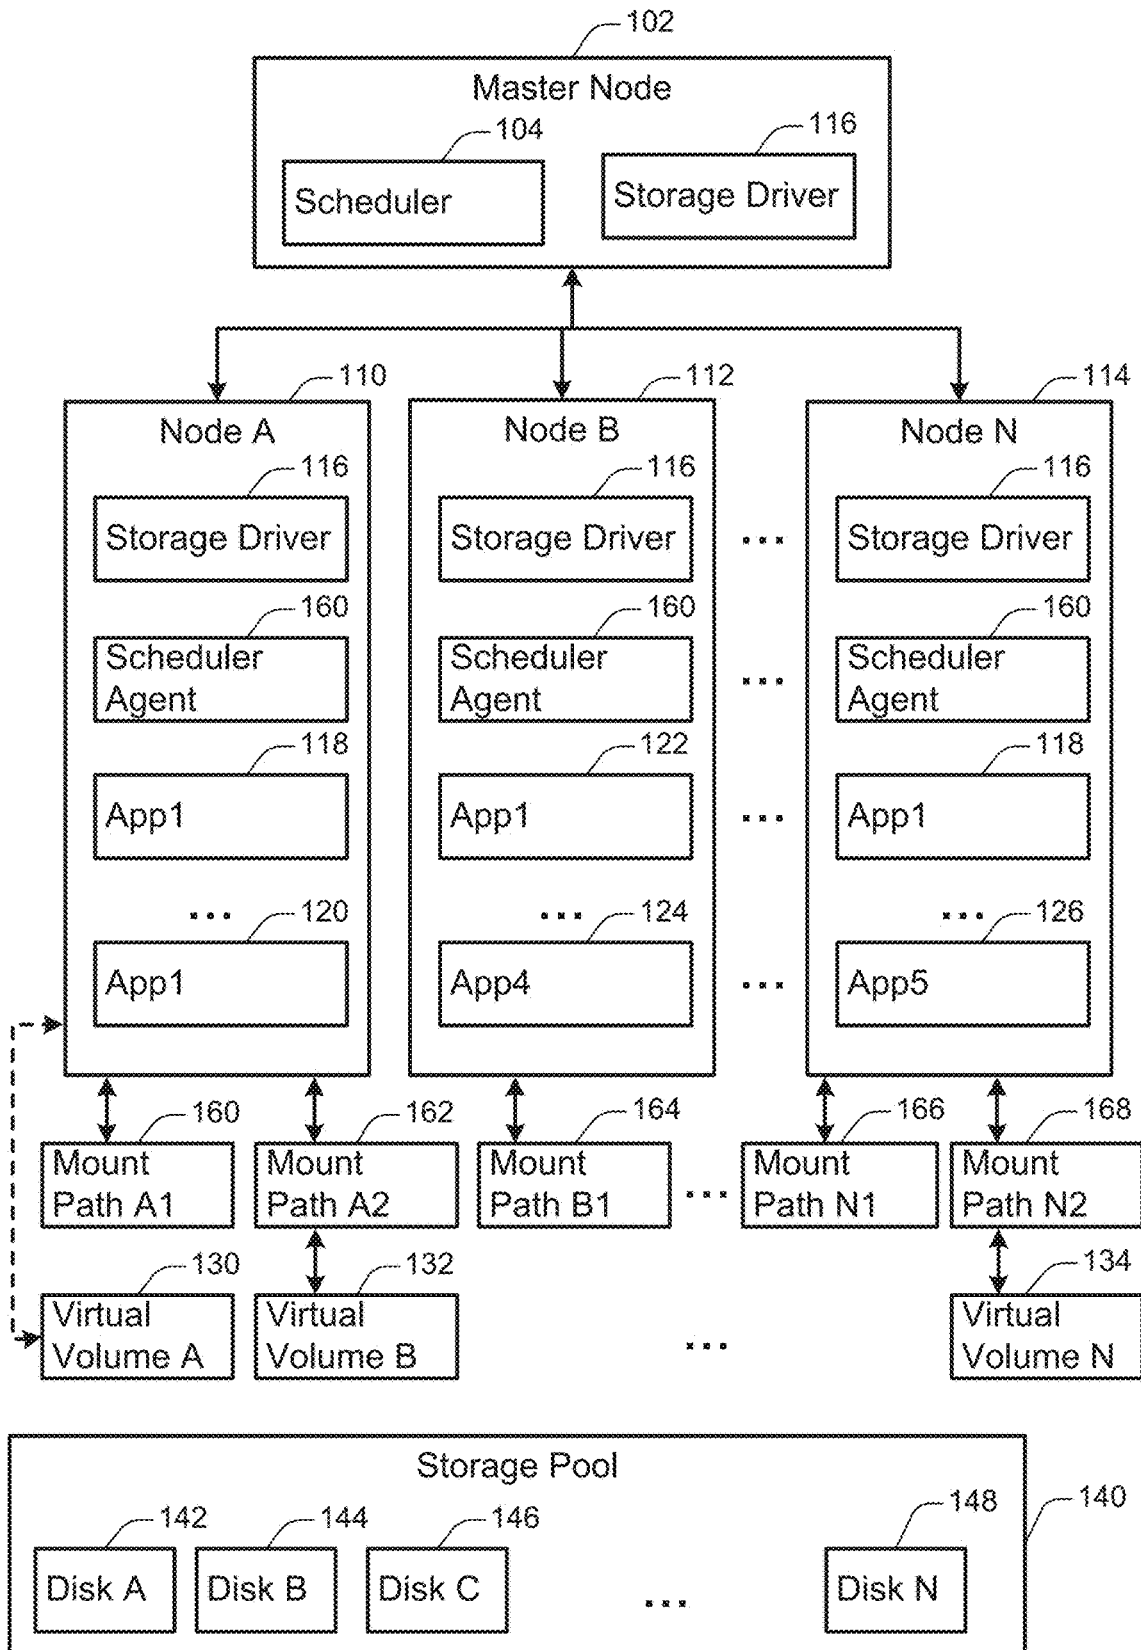 102
Master Node
104
116
Scheduler
Storage Driver
110
112
114
Node A
Node B
Node N
116
116
116
Storage Driver
Storage Driver
...
Storage Driver
160
160
160
Scheduler
Agent
Scheduler
Agent
...
Scheduler
Agent
118
122
118
App1
App1
...
App1
...
120
...
124
...
126
App1
App4
...
App5
160
162
164
166
168
Mount
Path A1
Mount
Path A2
Mount
Path B1
...
Mount
Path N1
Mount
Path N2
130
132
134
Virtual
Volume A
Virtual
Volume B
...
Virtual
Volume N
Storage Pool
142
144
146
148
140
Disk A
Disk B
Disk C
...
Disk N